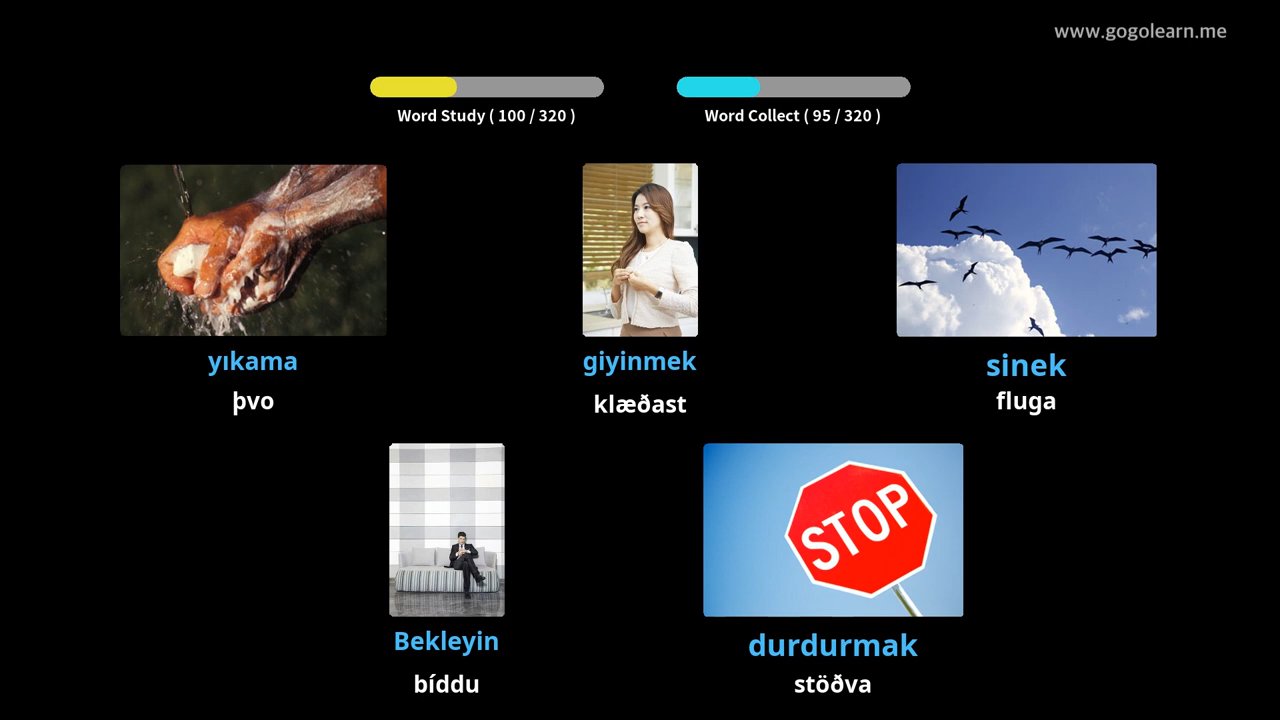 www.gogolearn.me
Word Study ( 100 / 320 )
Word Collect ( 95 / 320 )
yıkama
þvo
giyinmek
klæðast
sinek
fluga
STOP
Bekleyin
bíddu
durdurmak
stöðva